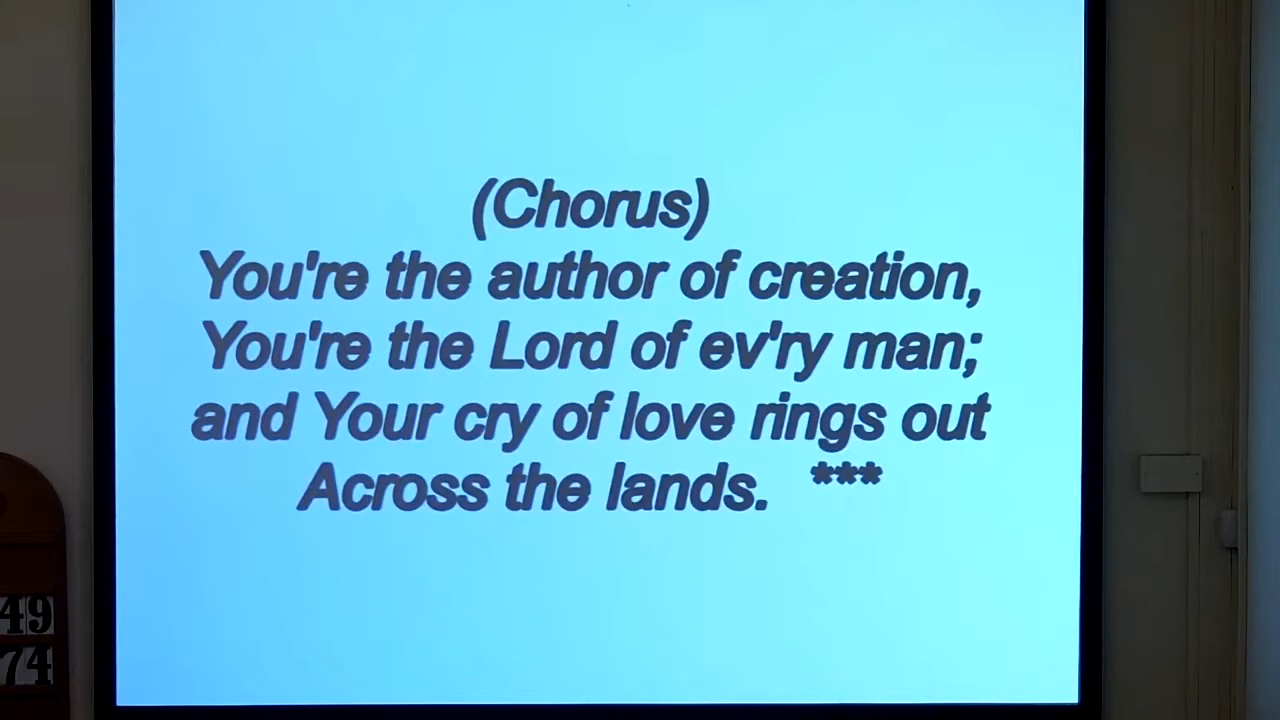 (Chorus)
You're the author of creation,
You're the Lord of ev'ry man;
and Your cry of love rings out
Across the lands. ***
49
74